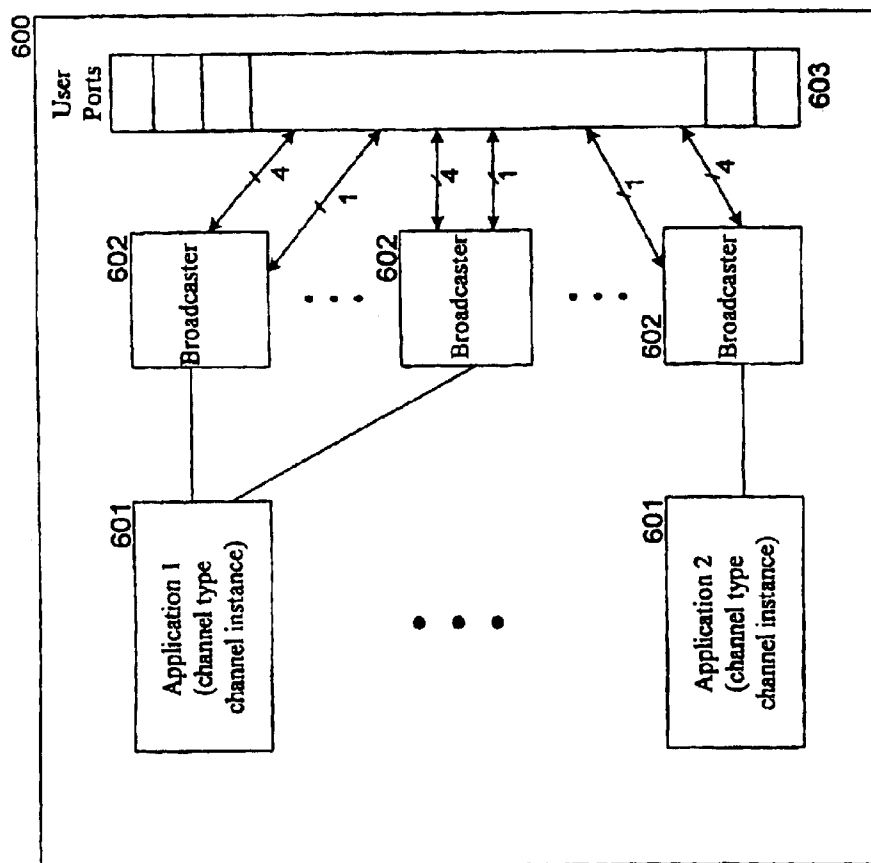 600
User
Ports
603
4
1
4
1
1
4
602
Broadcaster
602
Broadcaster
602
Broadcaster
601
Application 1
(channel type
channel instance)
601
Application 2
(channel type
channel instance)